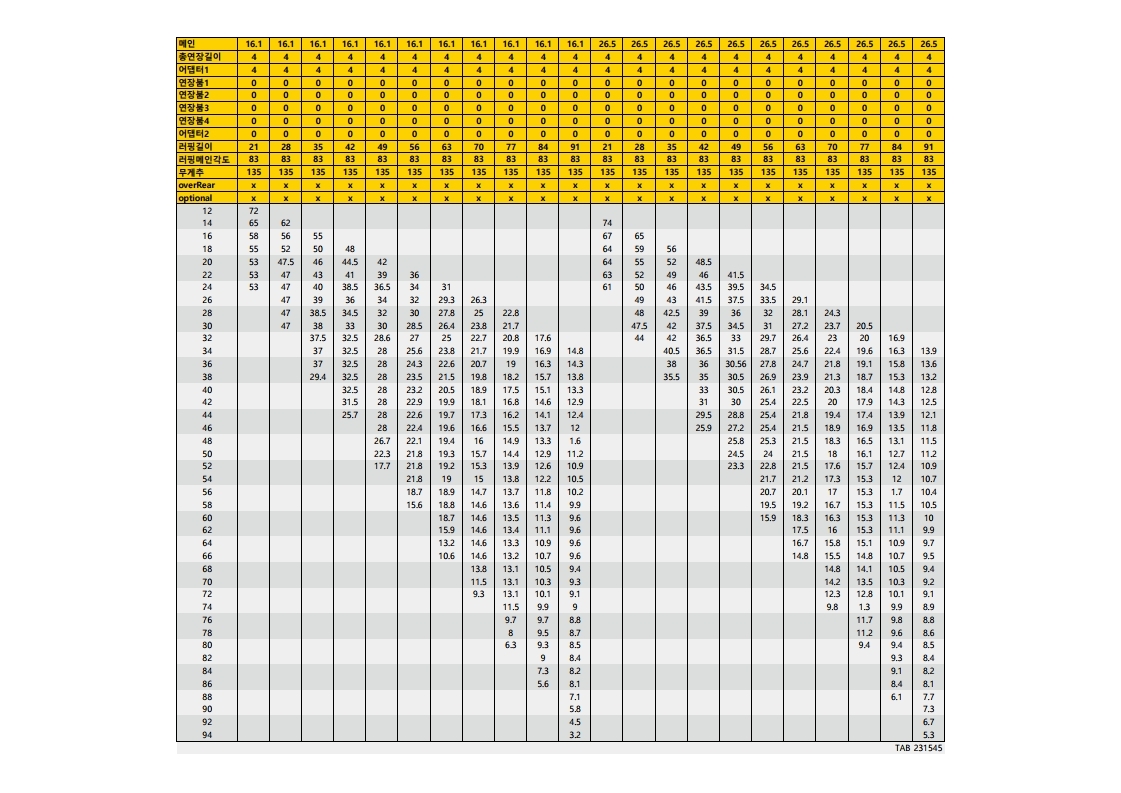 메인 16.1 16.1 16.1 16.1 16.1 16.1 16.1 16.1 16.1 16.1 16.1 26.5 26.5 26.5 26.5 26.5 26.5 26.5 26.5 26.5 26.5 26.5
총연장길이 4 4 4 4 4 4 4 4 4 4 4 4 4 4 4 4 4 4 4 4 4 4
어댑터1 4 4 4 4 4 4 4 4 4 4 4 4 4 4 4 4 4 4 4 4 4 4
연장붐1 0 0 0 0 0 0 0 0 0 0 0 0 0 0 0 0 0 0 0 0 0 0
연장붐2 0 0 0 0 0 0 0 0 0 0 0 0 0 0 0 0 0 0 0 0 0 0
연장붐3 0 0 0 0 0 0 0 0 0 0 0 0 0 0 0 0 0 0 0 0 0 0
연장붐4 0 0 0 0 0 0 0 0 0 0 0 0 0 0 0 0 0 0 0 0 0 0
어댑터2 0 0 0 0 0 0 0 0 0 0 0 0 0 0 0 0 0 0 0 0 0 0
러핑길이 21 28 35 42 49 56 63 70 77 84 91 21 28 35 42 49 56 63 70 77 84 91
러핑메인각도 83 83 83 83 83 83 83 83 83 83 83 83 83 83 83 83 83 83 83 83 83 83
무게추 135 135 135 135 135 135 135 135 135 135 135 135 135 135 135 135 135 135 135 135 135 135
overRear x x x x x x x x x x x x x x x x x x x x x x
optional x x x x x x x x x x x x x x x x x x x x x x
12 72
14 65 62 74
16 58 56 55 67 65
18 55 52 50 48 64 59 56
20 53 47.5 44.5 42 64 55 52 48.5
22 53 47 43 41 39 36 63 52 49 46 41.5
24 53 47 40 38.5 36.5 34 31 61 50 46 43.5 39.5 34.5
26 47 39 36 34 32 29.3 26.3 49 43 41.5 37.5 33.5 29.1
28 47 38.5 34.5 32 30 27.8 25 22.8 48 42.5 39 36 32 28.1 24.3
30 47 38 33 30 28.5 26.4 23.8 21.7 47.5 42 37.5 34.5 31 27.2 23.7 20.5
32 37.5 32.5 28.6 27 25 22.7 20.8 17.6 44 42 36.5 33 29.7 26.4 23 20 16.9
34 37 32.5 28 25.6 23.8 21.7 19.9 16.9 14.8 40.5 36.5 31.5 28.7 25.6 22.4 19.6 16.3 13.9
36 37 32.5 28 24.3 22.6 20.7 19 16.3 14.3 38 36 30.56 27.8 24.7 21.8 19.1 15.8 13.6
38 29.4 32.5 28 23.5 21.5 19.8 18.2 15.7 13.8 35.5 35 30.5 26.9 23.9 21.3 18.7 15.3 13.2
40 32.5 28 23.2 20.5 18.9 17.5 15.1 13.3 33 30.5 26.1 23.2 20.3 18.4 14.8 12.8
42 31.5 28 22.9 19.9 18.1 16.8 14.6 12.9 31 30 25.4 22.5 20 17.9 14.3 12.5
44 25.7 28 22.6 19.7 17.3 16.2 14.1 12.4 29.5 28.8 25.4 21.8 19.4 17.4 13.9 12.1
46 28 22.4 19.6 16.6 15.5 13.7 12 25.9 27.2 25.4 21.5 18.9 16.9 13.5 11.8
48 26.7 22.1 19.4 16 14.9 13.3 1.6 25.8 25.3 21.5 18.3 16.5 13.1 11.5
50 22.3 21.8 19.3 15.7 14.4 12.9 11.2 24.5 24 21.5 18 16.1 12.7 11.2
52 17.7 21.8 19.2 15.3 13.9 12.6 10.9 23.3 22.8 21.5 17.6 15.7 12.4 10.9
54 21.8 19 15 13.8 12.2 10.5 21.7 21.2 17.3 15.3 12 10.7
56 18.7 18.9 14.7 13.7 11.8 10.2 20.7 20.1 17 15.3 1.7 10.4
58 15.6 18.8 14.6 13.6 11.4 9.9 19.5 19.2 16.7 15.3 11.5 10.5
60 18.7 14.6 13.5 11.3 9.6 15.9 18.3 16.3 15.3 11.3 10
62 15.9 14.6 13.4 11.1 9.6 17.5 16 15.3 11.1 9.9
64 13.2 14.6 13.3 10.9 9.6 16.7 15.8 15.1 10.9 9.7
66 10.6 14.6 13.2 10.7 9.6 14.8 15.5 14.8 10.7 9.5
68 13.8 13.1 10.5 9.4 14.8 14.1 10.5 9.4
70 11.5 13.1 10.3 9.3 14.2 13.5 10.3 9.2
72 9.3 13.1 10.1 9.1 12.3 12.8 10.1 9.1
74 11.5 9.9 9 9.8 1.3 9.9 8.9
76 9.7 9.7 8.8 11.7 9.8 8.8
78 8 9.5 8.7 11.2 9.6 8.6
80 6.3 9.3 8.5 9.4 9.4 8.5
82 9 8.4 9.3 8.4
84 7.3 8.2 9.1 8.2
86 5.6 8.1 8.4 8.1
88 7.1 6.1 7.7
90 5.8 7.3
92 4.5 6.7
94 3.2 5.3
TAB 231545